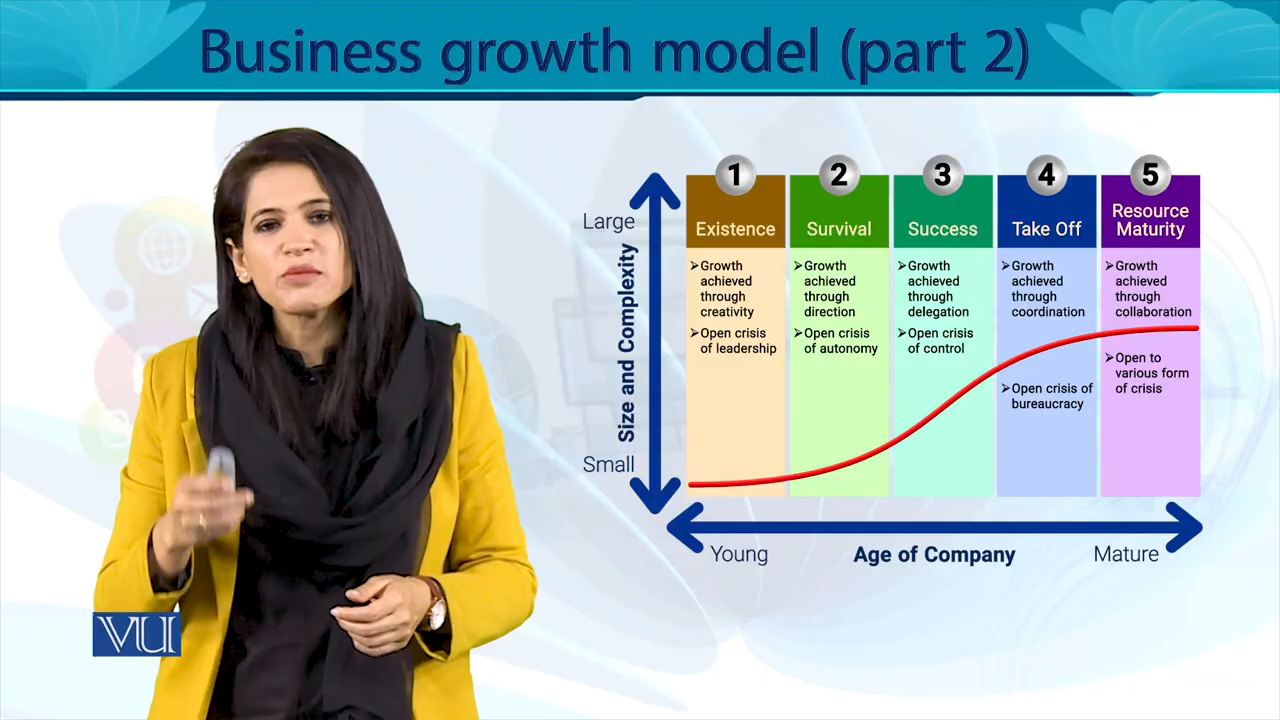 Business growth model (part 2)
1
2
3
4
5
Existence
Survival
Success
Take Off
Resource
Maturity
Large
Size and Complexity
Small
➢Growth
achieved
through
creativity
➢Open crisis
of leadership
➢Growth
achieved
through
direction
➢Open crisis
of autonomy
➢Growth
achieved
through
delegation
➢Open crisis
of control
➢Growth
achieved
through
coordination
➢Open crisis of
bureaucracy
➢Growth
achieved
through
collaboration
➢Open to
various form
of crisis
Young
Age of Company
Mature
VU